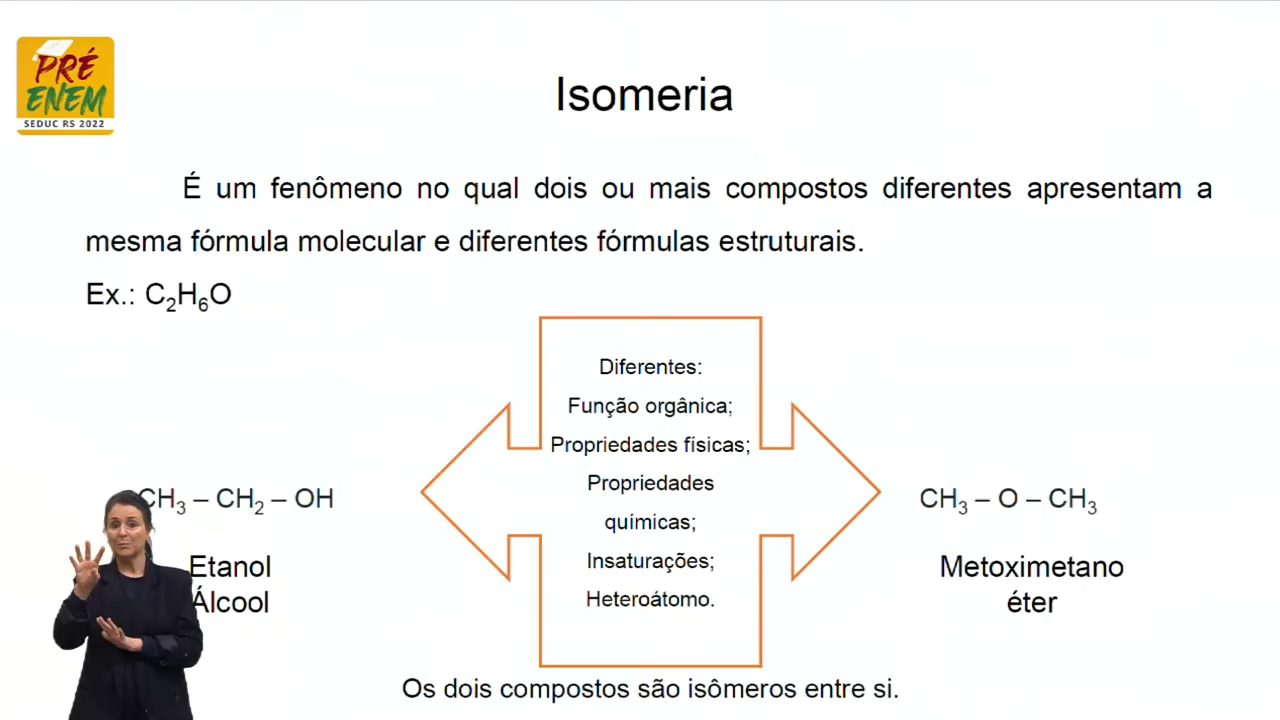 PRÉ
ENEM
SEDUC RS 2022
Isomeria
É um fenômeno no qual dois ou mais compostos diferentes apresentam a
mesma fórmula molecular e diferentes fórmulas estruturais.
Ex.: C₂H₆O
Diferentes:
Função orgânica;
Propriedades físicas;
Propriedades
químicas;
Insaturações;
Heteroátomo.
CH₃ – CH₂ – OH
Etanol
Álcool
CH₃ – O – CH₃
Metoximetano
éter
Os dois compostos são isômeros entre si.